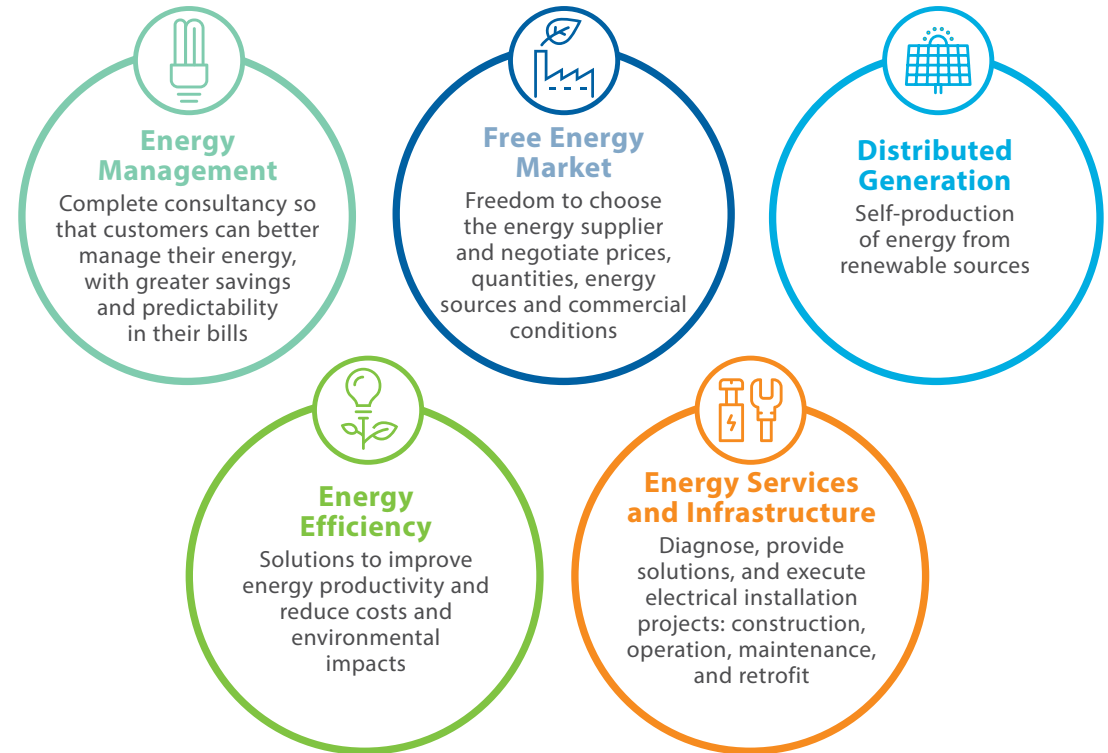 Energy
Management
Complete consultancy so
that customers can better
manage their energy,
with greater savings
and predictability
in their bills
Free Energy
Market
Freedom to choose
the energy supplier
and negotiate prices,
quantities, energy
sources and commercial
conditions
Distributed
Generation
Self-production
of energy from
renewable sources
Energy
Efficiency
Solutions to improve
energy productivity and
reduce costs and
environmental
impacts
Energy Services
and Infrastructure
Diagnose, provide
solutions, and execute
electrical installation
projects: construction,
operation, maintenance,
and retrofit